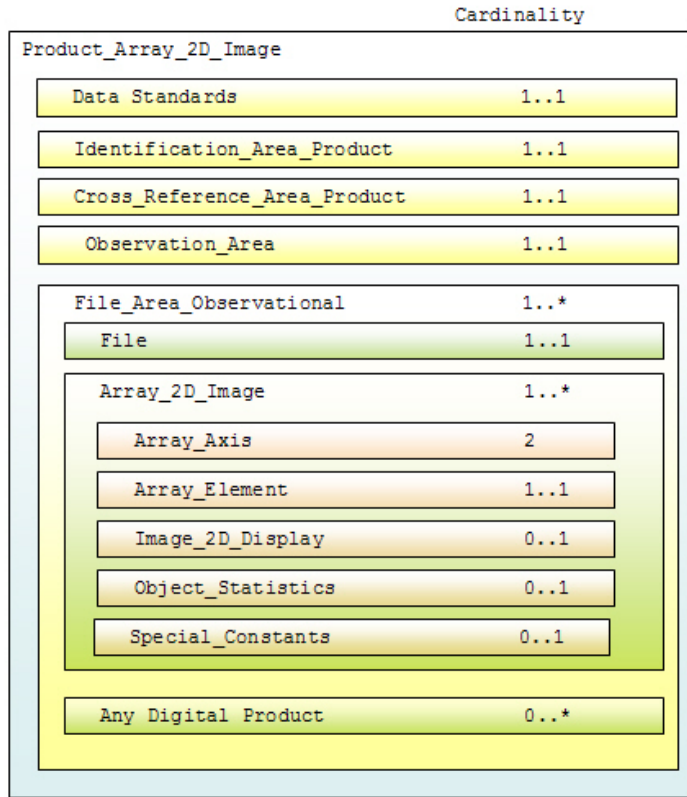 Cardinality
Product_Array_2D_Image
Data Standards 1..1
Identification_Area_Product 1..1
Cross_Reference_Area_Product 1..1
Observation_Area 1..1
File_Area_Observational 1..*
File 1..1
Array_2D_Image 1..*
Array_Axis 2
Array_Element 1..1
Image_2D_Display 0..1
Object_Statistics 0..1
Special_Constants 0..1
Any Digital Product 0..*